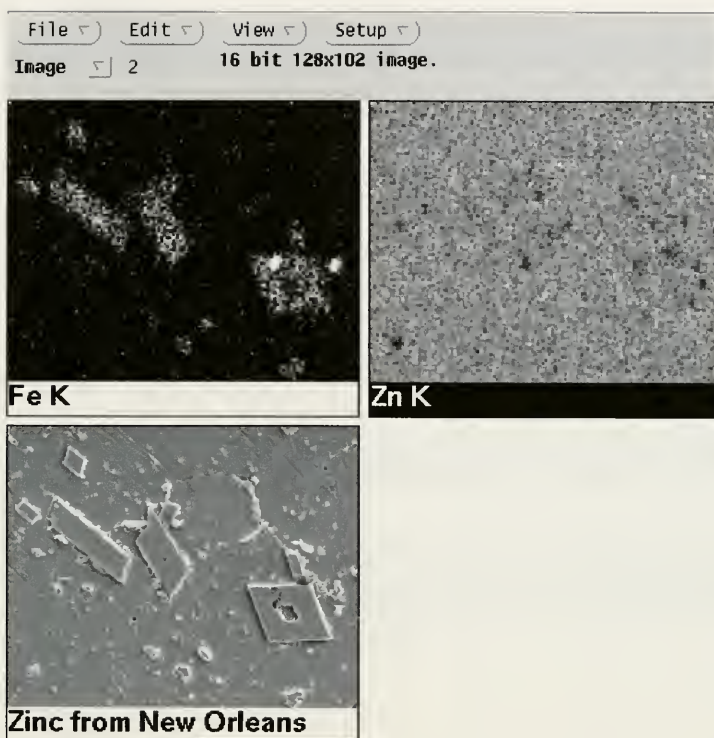 File Edit View Setup
Image 2 16 bit 128x102 image.
Fe K Zn K
Zinc from New Orleans